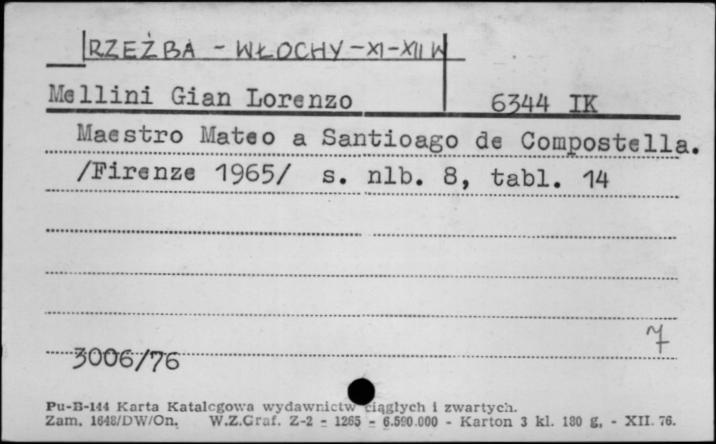 RZEŹBA - WŁOCHY - XI-XII W
Mellini Gian Lorenzo 6344 IK
Maestro Mateo a Santioago de Compostella.
/Firenze 1965/ s. nlb. 8, tabl. 14
7
3006/76
Pu-B-144 Karta Katalogowa wydawnictw ciągłych i zwartych.
Zam. 1648/DW/On. W.Z.Graf. Z-2 - 1265 - 6.590.000 - Karton 3 kl. 180 g, - XII. 76.